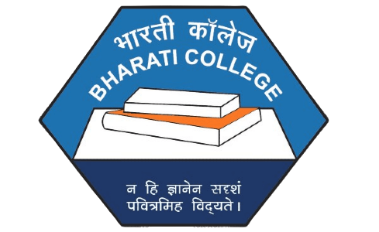 भारती कॉलेज
BHARATI COLLEGE
न हि ज्ञानेन सदृशं
पवित्रमिह विद्यते।